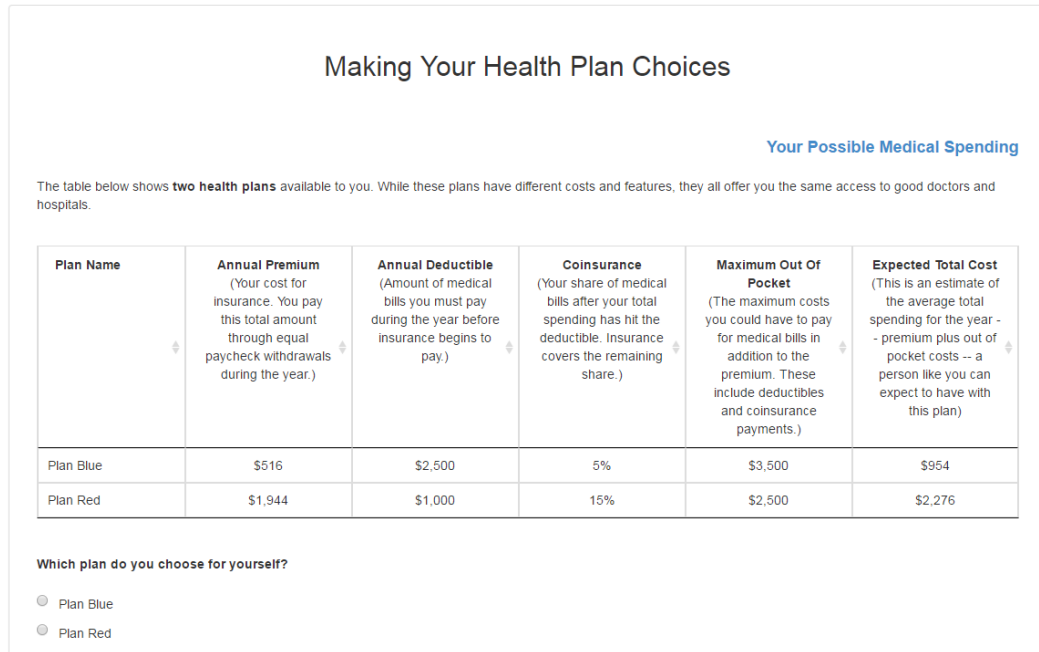 Making Your Health Plan Choices
Your Possible Medical Spending
The table below shows two health plans available to you. While these plans have different costs and features, they all offer you the same access to good doctors and
hospitals.
Plan Name
Annual Premium
(Your cost for
insurance. You pay
this total amount
through equal
paycheck withdrawals
during the year.)
Annual Deductible
(Amount of medical
bills you must pay
during the year before
insurance begins to
pay.)
Coinsurance
(Your share of medical
bills after your total
spending has hit the
deductible. Insurance
covers the remaining
share.)
Maximum Out Of
Pocket
(The maximum costs
you could have to pay
for medical bills in
addition to the
premium. These
include deductibles
and coinsurance
payments.)
Expected Total Cost
(This is an estimate of
the average total
spending for the year -
- premium plus out of
pocket costs -- a
person like you can
expect to have with
this plan)
Plan Blue $516 $2,500 5% $3,500 $954
Plan Red $1,944 $1,000 15% $2,500 $2,276
Which plan do you choose for yourself?
Plan Blue
Plan Red